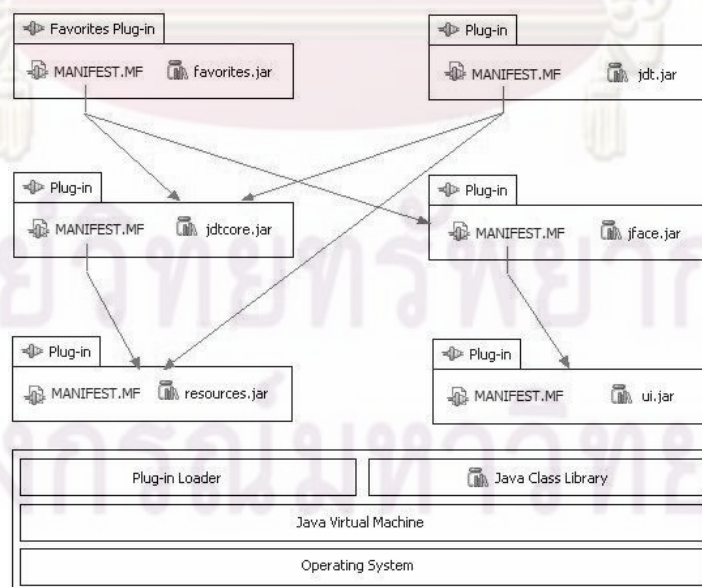 Favorites Plug-in
MANIFEST.MF favorites.jar
Plug-in
MANIFEST.MF jdt.jar
Plug-in
MANIFEST.MF jdtcore.jar
Plug-in
MANIFEST.MF jface.jar
Plug-in
MANIFEST.MF resources.jar
Plug-in
MANIFEST.MF ui.jar
Plug-in Loader
Java Class Library
Java Virtual Machine
Operating System